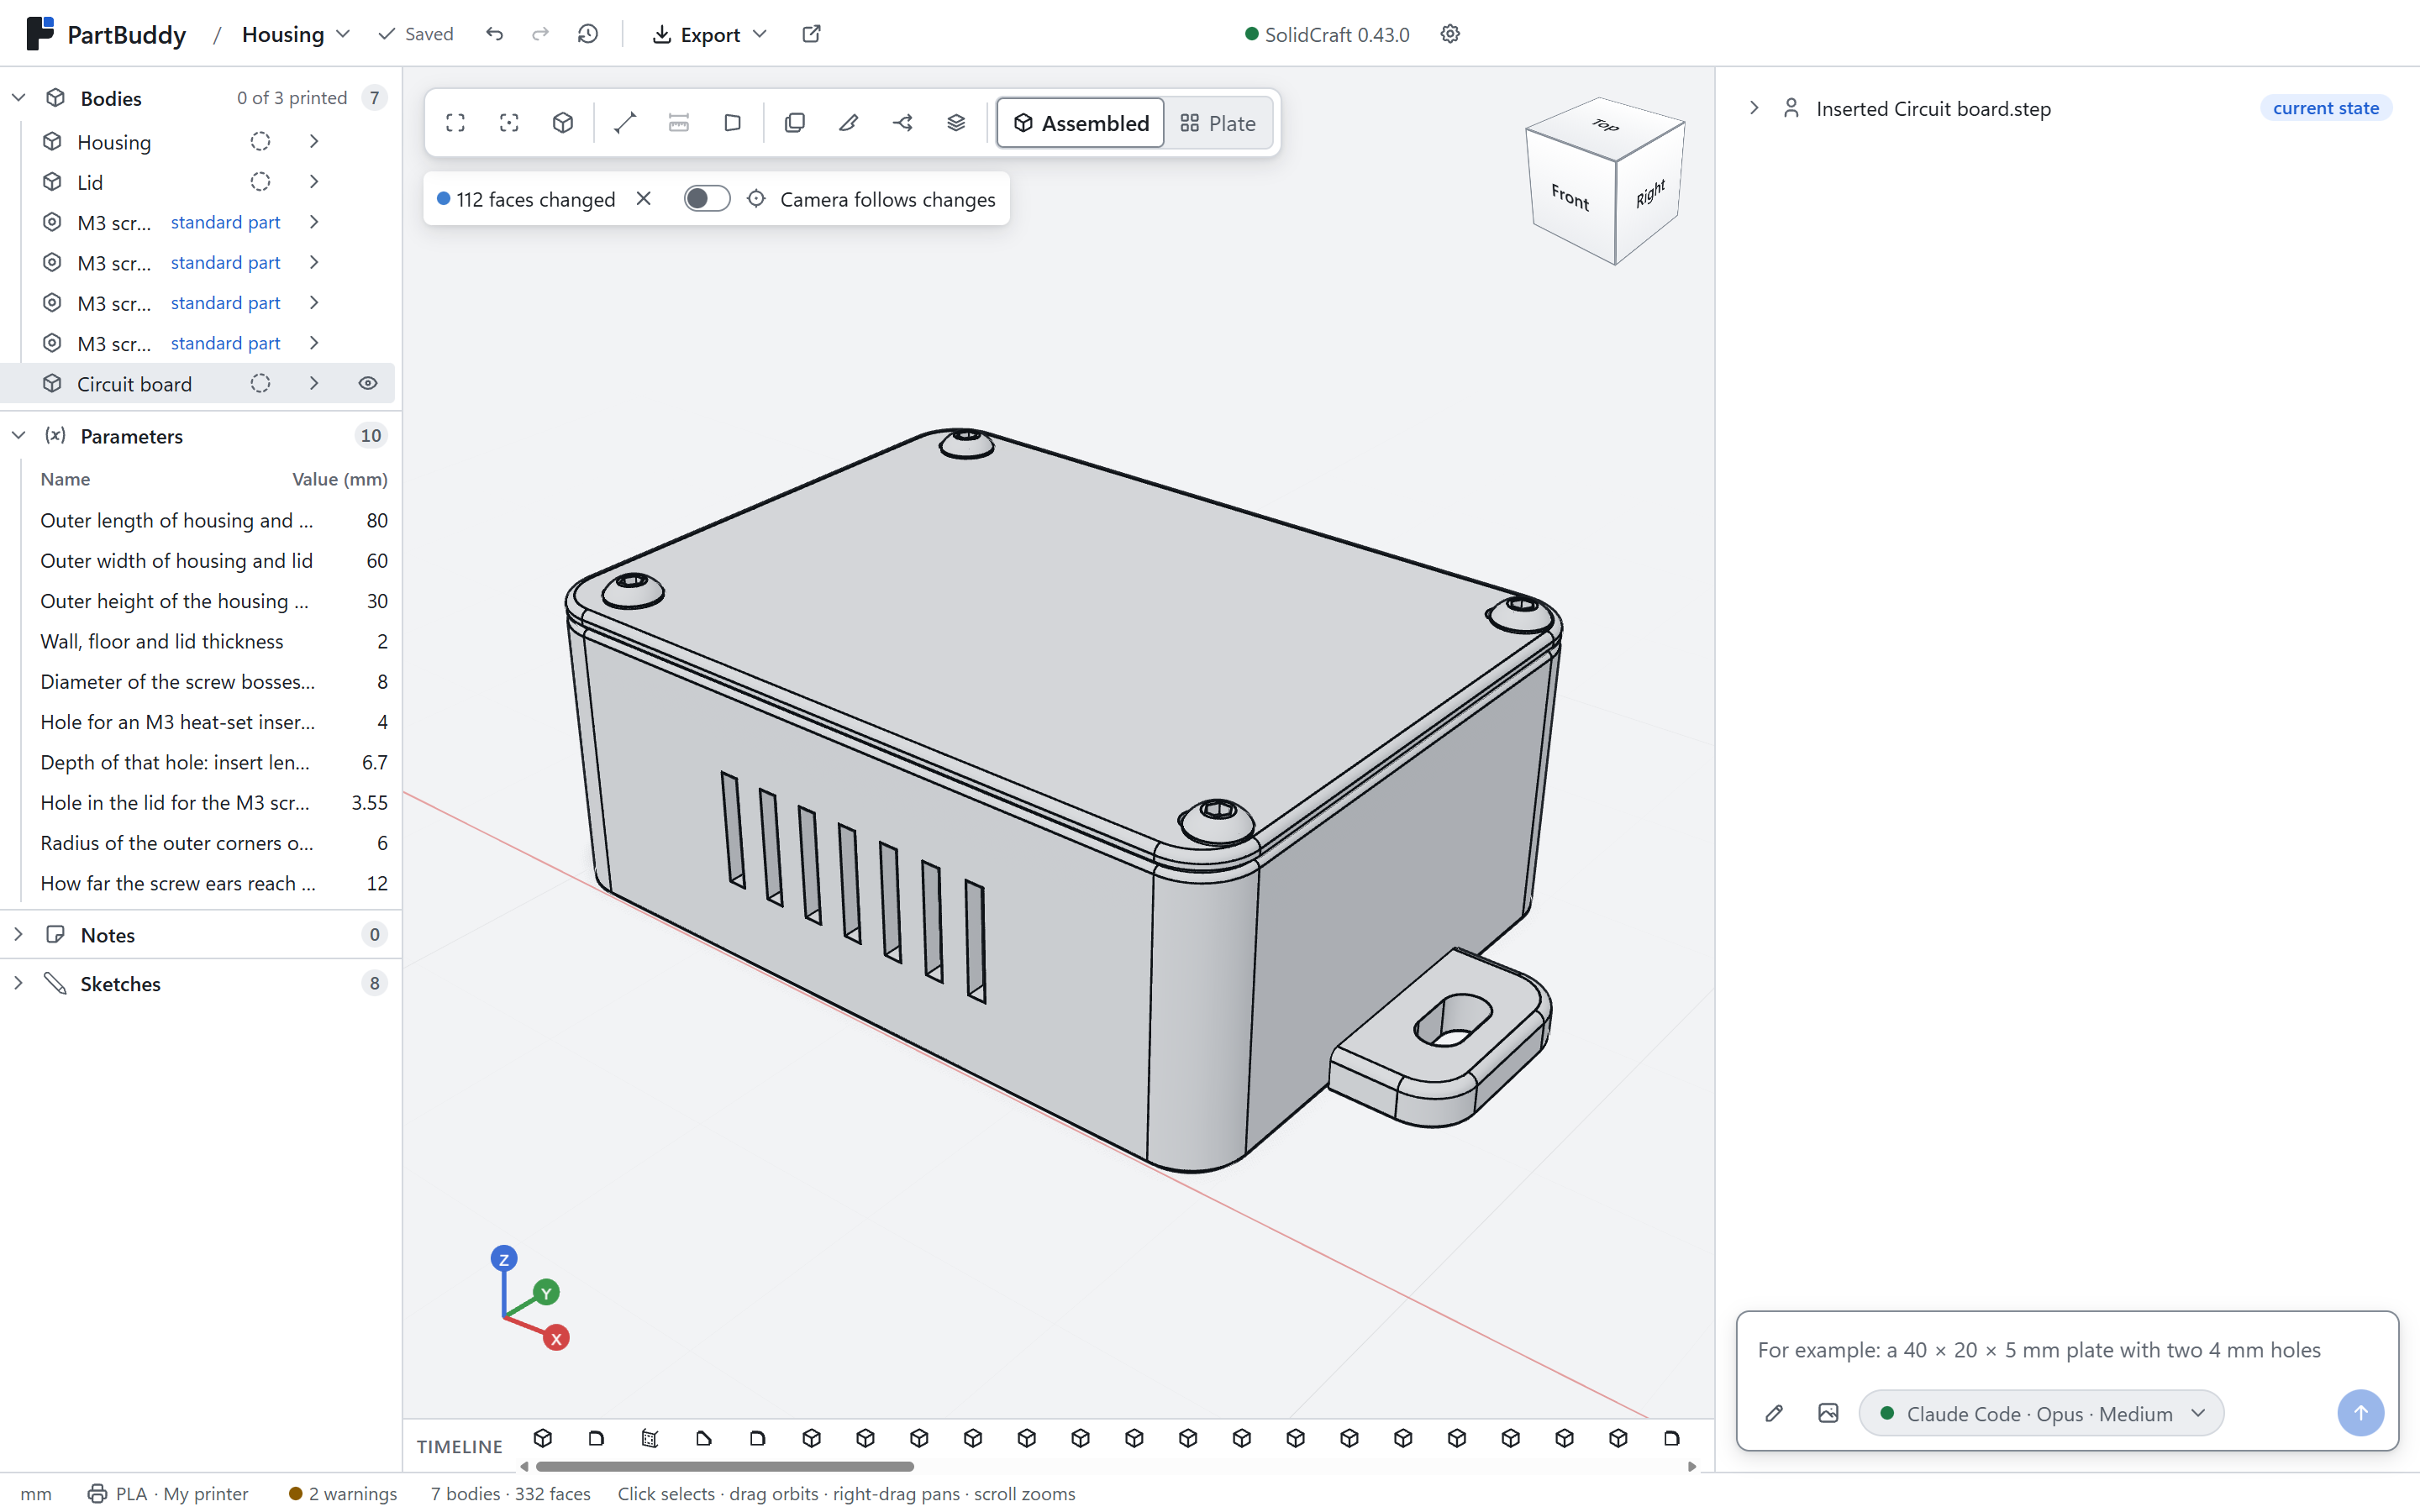 PartBuddy / Housing Saved Export SolidCraft 0.43.0
Bodies 0 of 3 printed 7
Housing
Lid
M3 scr... standard part
M3 scr... standard part
M3 scr... standard part
M3 scr... standard part
Circuit board
Parameters 10
Name Value (mm)
Outer length of housing and ... 80
Outer width of housing and lid 60
Outer height of the housing ... 30
Wall, floor and lid thickness 2
Diameter of the screw bosses... 8
Hole for an M3 heat-set inser... 4
Depth of that hole: insert len... 6.7
Hole in the lid for the M3 scr... 3.55
Radius of the outer corners o... 6
How far the screw ears reach ... 12
Notes 0
Sketches 8
Assembled Plate
112 faces changed Camera follows changes
Top
Front Right
Z
Y
X
TIMELINE
Inserted Circuit board.step current state
For example: a 40 × 20 × 5 mm plate with two 4 mm holes
Claude Code · Opus · Medium
mm PLA · My printer 2 warnings 7 bodies · 332 faces Click selects · drag orbits · right-drag pans · scroll zooms